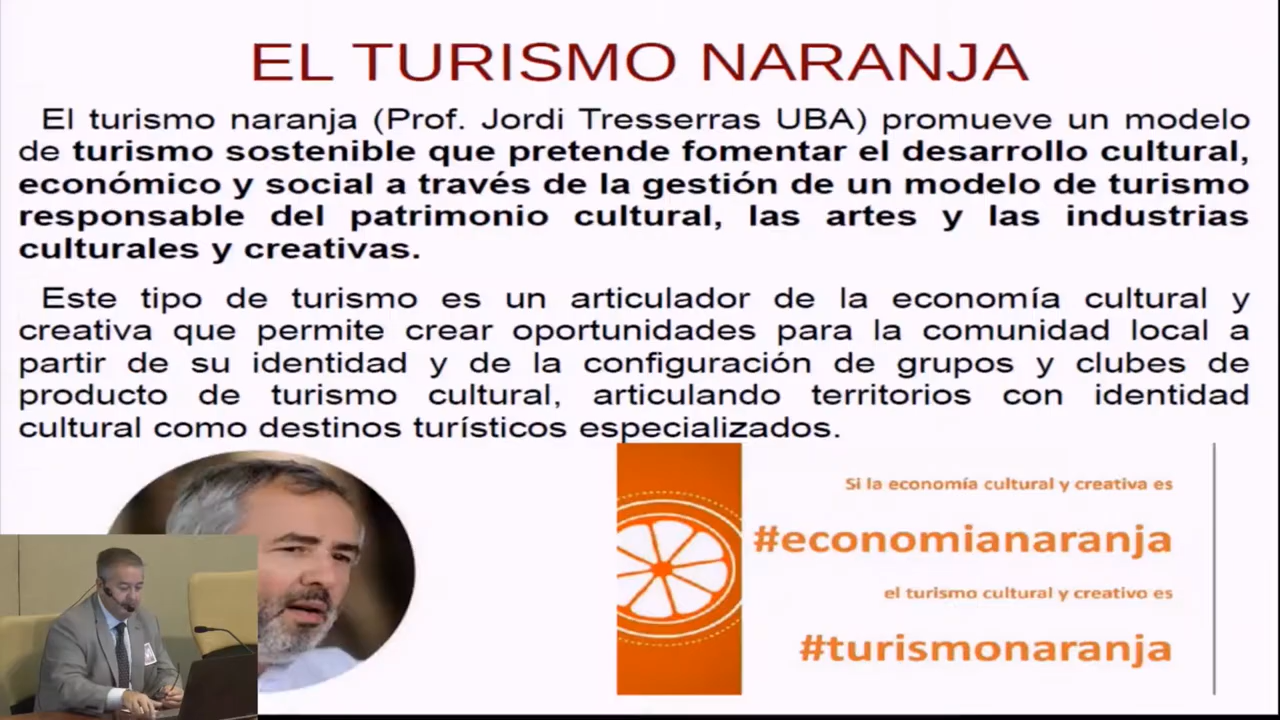 EL TURISMO NARANJA
El turismo naranja (Prof. Jordi Tresserras UBA) promueve un modelo
de turismo sostenible que pretende fomentar el desarrollo cultural,
económico y social a través de la gestión de un modelo de turismo
responsable del patrimonio cultural, las artes y las industrias
culturales y creativas.
Este tipo de turismo es un articulador de la economía cultural y
creativa que permite crear oportunidades para la comunidad local a
partir de su identidad y de la configuración de grupos y clubes de
producto de turismo cultural, articulando territorios con identidad
cultural como destinos turísticos especializados.
Si la economía cultural y creativa es
#economianaranja
el turismo cultural y creativo es
#turismonaranja